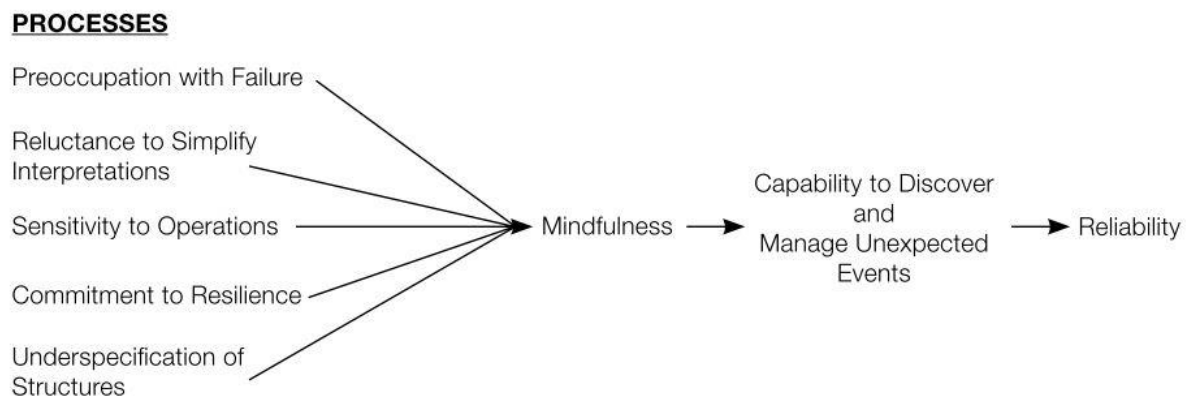 PROCESSES
Preoccupation with Failure
Reluctance to Simplify
Interpretations
Sensitivity to Operations
Commitment to Resilience
Underspecification of
Structures
Mindfulness
Capability to Discover
and
Manage Unexpected
Events
Reliability